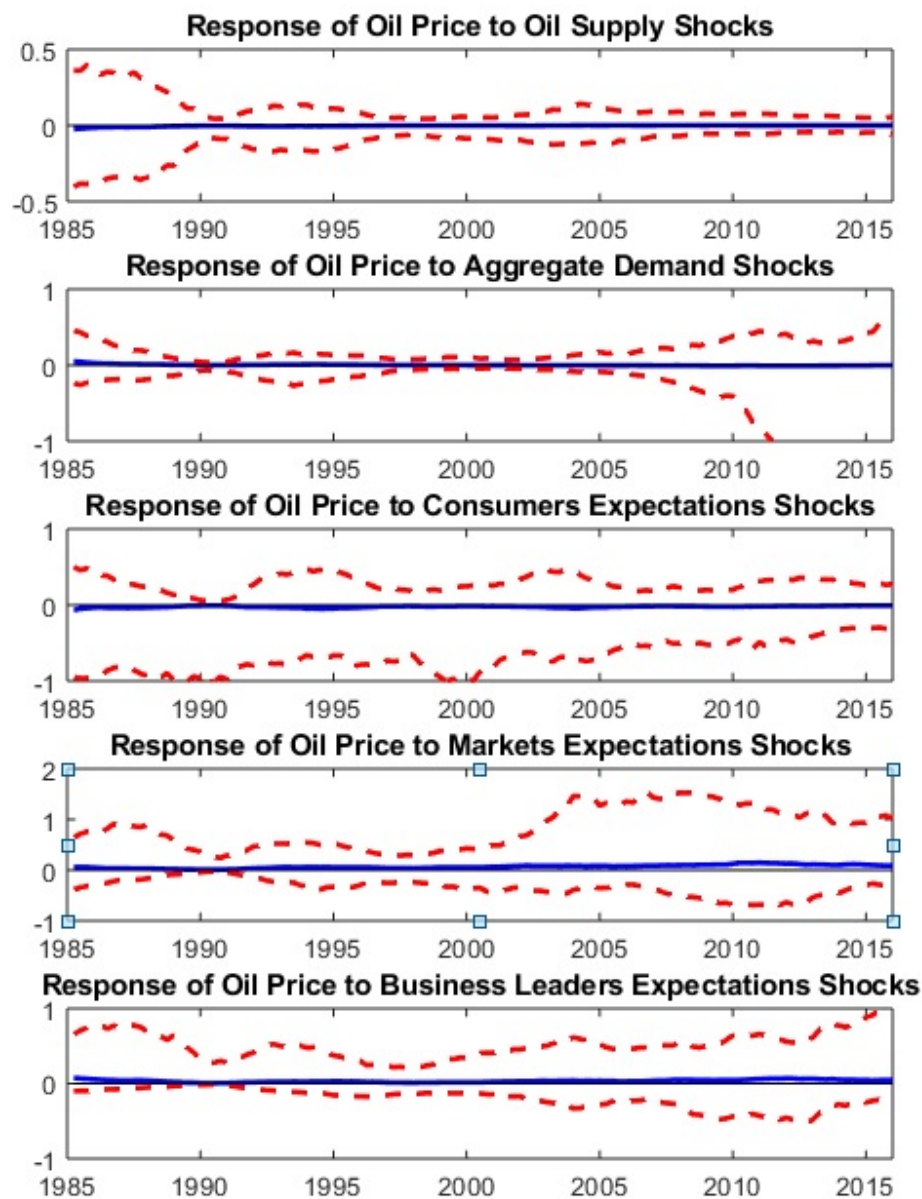 Response of Oil Price to Oil Supply Shocks
0.5
0
-0.5
1985 1990 1995 2000 2005 2010 2015
Response of Oil Price to Aggregate Demand Shocks
1
0
-1
1985 1990 1995 2000 2005 2010 2015
Response of Oil Price to Consumers Expectations Shocks
1
0
-1
1985 1990 1995 2000 2005 2010 2015
Response of Oil Price to Markets Expectations Shocks
2
1
0
-1
1985 1990 1995 2000 2005 2010 2015
Response of Oil Price to Business Leaders Expectations Shocks
1
0
-1
1985 1990 1995 2000 2005 2010 2015